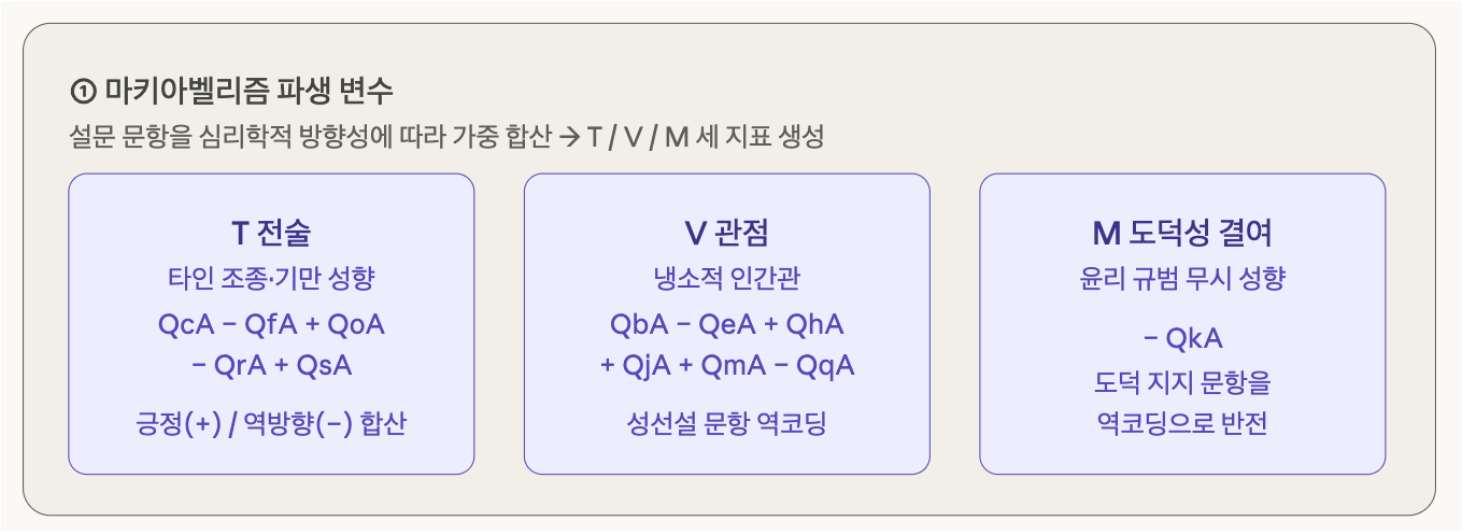 ① 마키아벨리즘 파생 변수
설문 문항을 심리학적 방향성에 따라 가중 합산 → T / V / M 세 지표 생성
T 전술
타인 조종·기만 성향
QcA − QfA + QoA
− QrA + QsA
긍정(+) / 역방향(−) 합산
V 관점
냉소적 인간관
QbA − QeA + QhA
+ QjA + QmA − QqA
성선설 문항 역코딩
M 도덕성 결여
윤리 규범 무시 성향
− QkA
도덕 지지 문항을
역코딩으로 반전